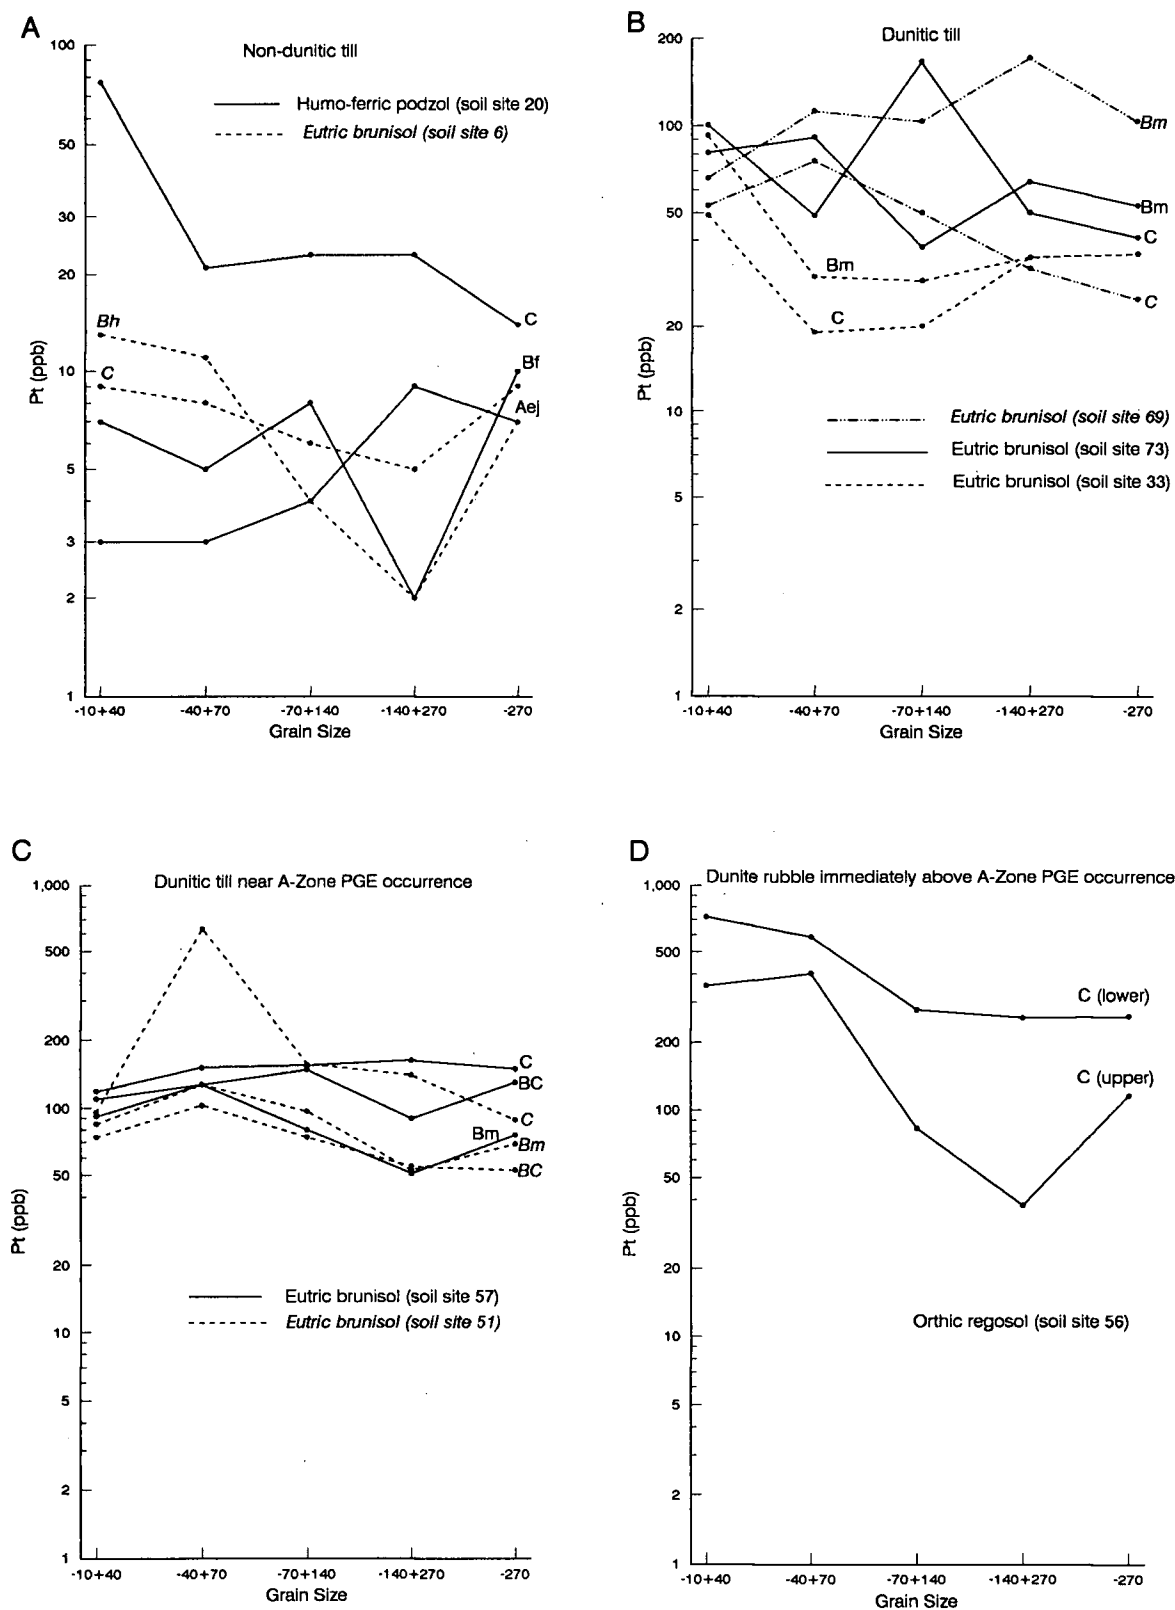 A
Non-dunitic till
Humo-ferric podzol (soil site 20)
Eutric brunisol (soil site 6)
100
50
30
20
10
5
3
2
1
Pt (ppb)
Bh
C
C
Bf
Aej
-10+40
-40+70
-70+140
-140+270
-270
Grain Size
B
Dunitic till
200
100
50
20
10
5
2
1
Pt (ppb)
Bm
Bm
C
C
Bm
C
Eutric brunisol (soil site 69)
Eutric brunisol (soil site 73)
Eutric brunisol (soil site 33)
-10+40
-40+70
-70+140
-140+270
-270
Grain Size
C
Dunitic till near A-Zone PGE occurrence
1,000
500
200
100
50
20
10
5
2
1
Pt (ppb)
C
BC
C
Bm
Bm
BC
Eutric brunisol (soil site 57)
Eutric brunisol (soil site 51)
-10+40
-40+70
-70+140
-140+270
-270
Grain Size
D
Dunite rubble immediately above A-Zone PGE occurrence
1,000
500
200
100
50
20
10
5
2
1
Pt (ppb)
C (lower)
C (upper)
Orthic regosol (soil site 56)
-10+40
-40+70
-70+140
-140+270
-270
Grain Size